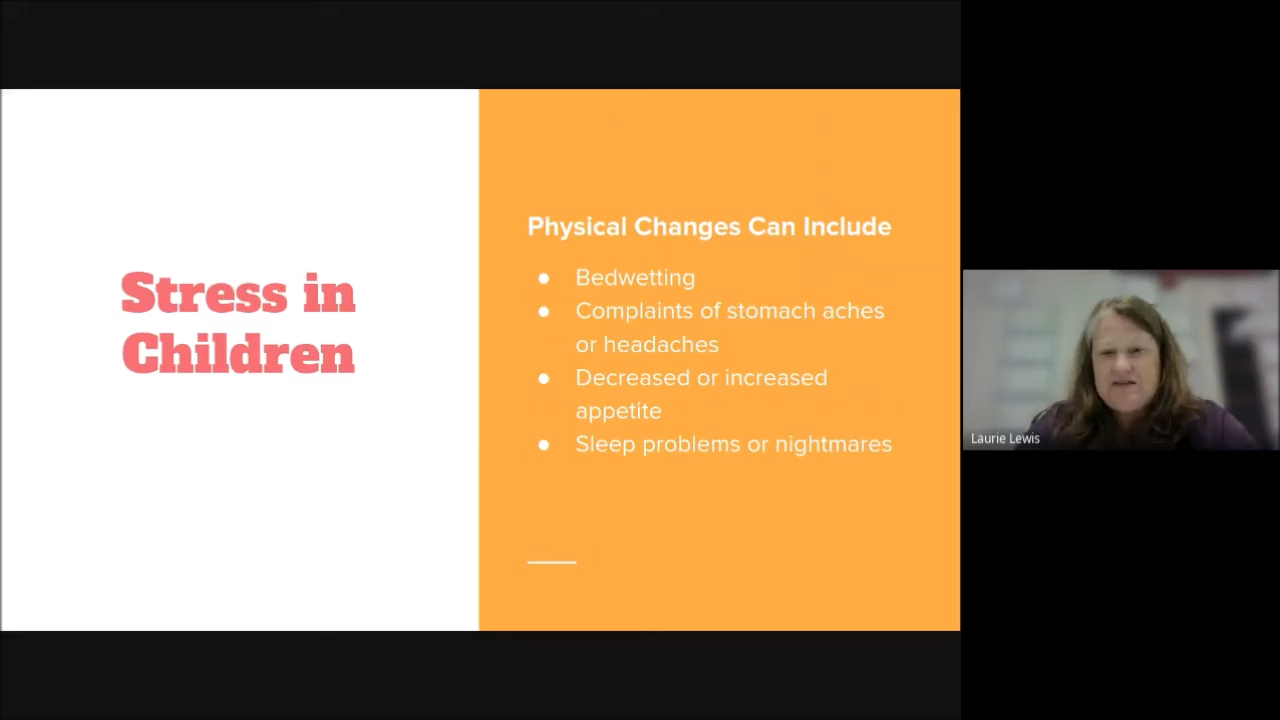 Stress in
Children
Physical Changes Can Include
● Bedwetting
● Complaints of stomach aches
or headaches
● Decreased or increased
appetite
● Sleep problems or nightmares
Laurie Lewis